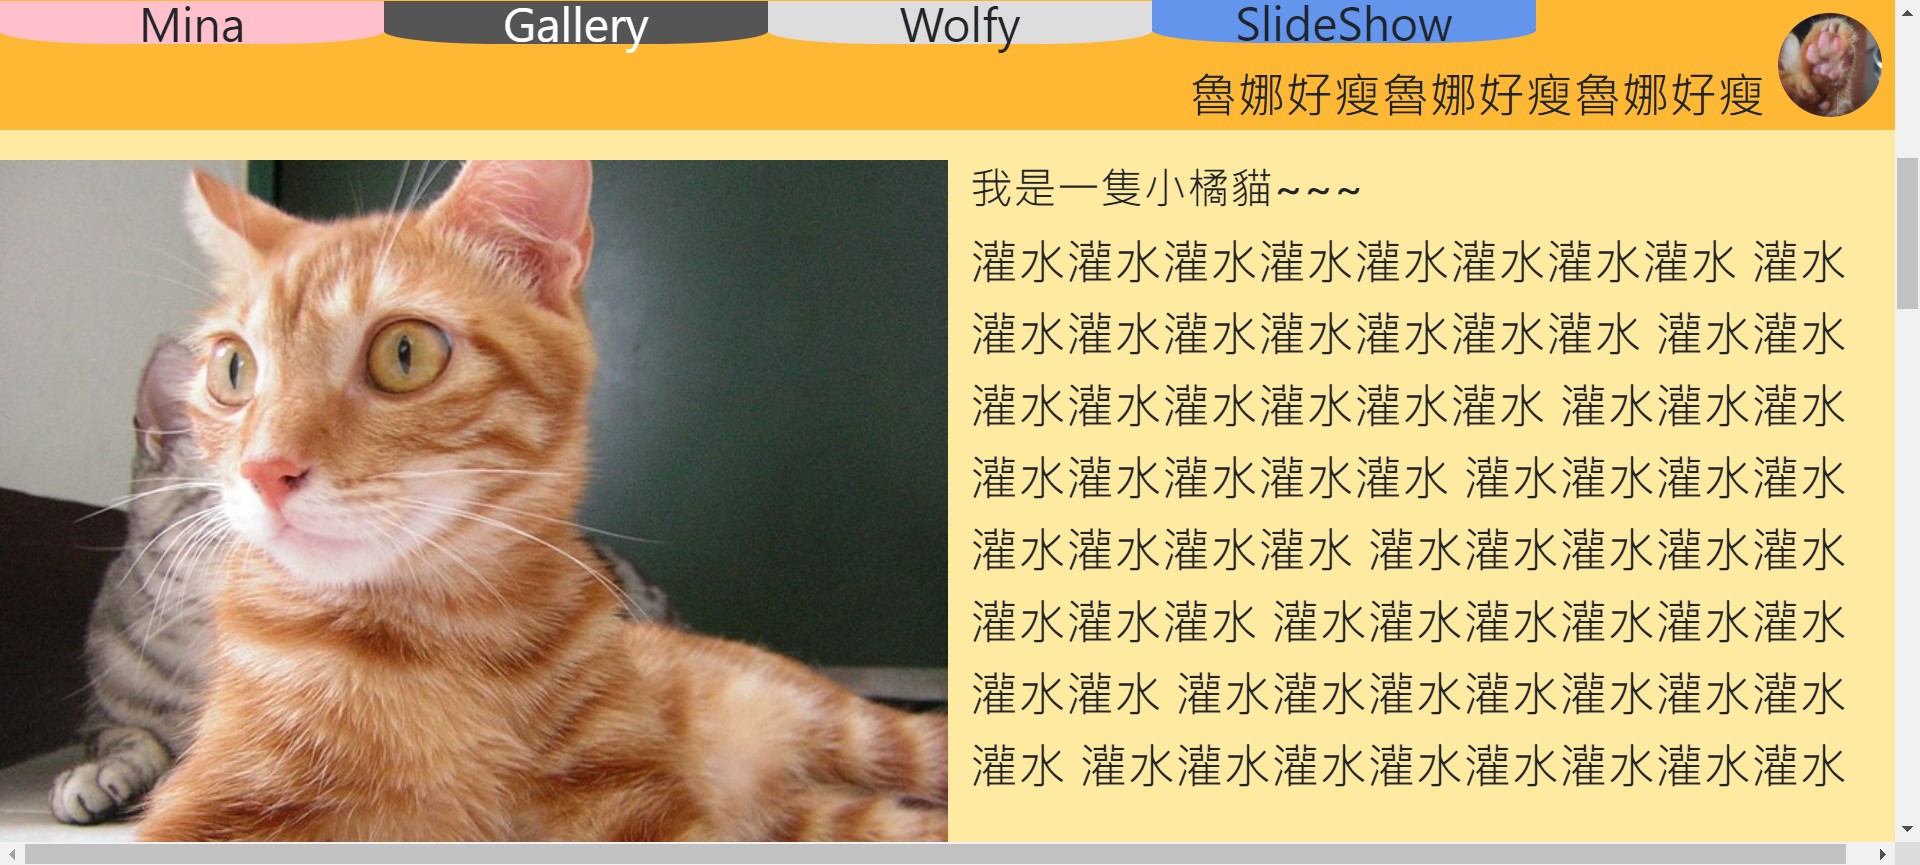 Mina
Gallery
Wolfy
SlideShow
魯娜好瘦魯娜好瘦魯娜好瘦
我是一隻小橘貓~~~
灌水灌水灌水灌水灌水灌水灌水灌水 灌水
灌水灌水灌水灌水灌水灌水灌水 灌水灌水
灌水灌水灌水灌水灌水灌水 灌水灌水灌水
灌水灌水灌水灌水灌水 灌水灌水灌水灌水
灌水灌水灌水灌水 灌水灌水灌水灌水灌水
灌水灌水灌水 灌水灌水灌水灌水灌水灌水
灌水灌水 灌水灌水灌水灌水灌水灌水灌水
灌水 灌水灌水灌水灌水灌水灌水灌水灌水